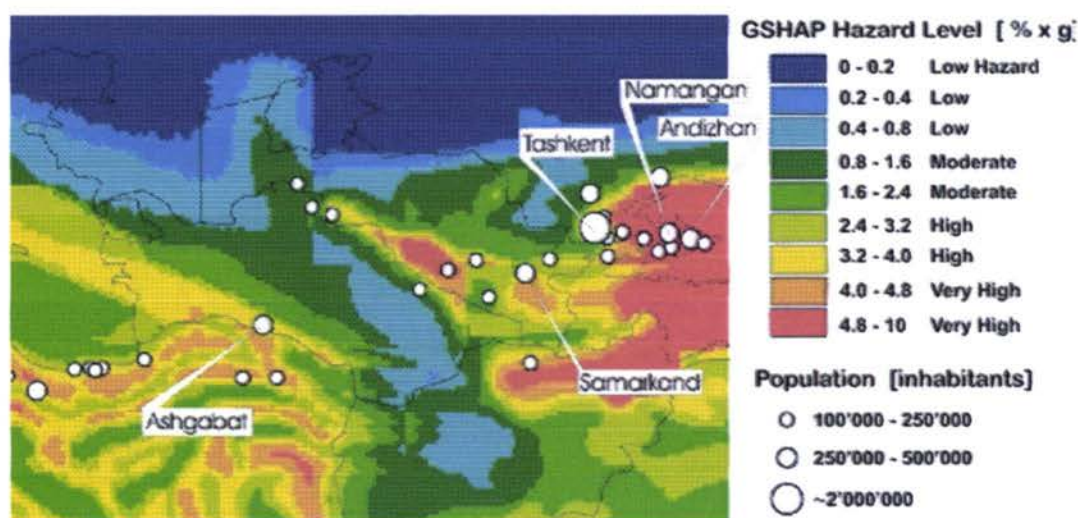 GSHAP Hazard Level [ % x g]
0 - 0.2 Low Hazard
0.2 - 0.4 Low
0.4 - 0.8 Low
0.8 - 1.6 Moderate
1.6 - 2.4 Moderate
2.4 - 3.2 High
3.2 - 4.0 High
4.0 - 4.8 Very High
4.8 - 10 Very High
Namangan
Andizhan
Tashkent
Samarkand
Ashgabat
Population [inhabitants]
100'000 - 250'000
250'000 - 500'000
~2'000'000